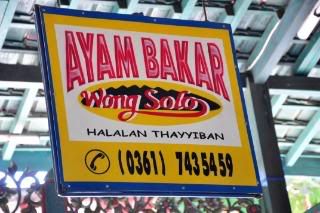 AYAM BAKAR
Wong Solo
HALALAN THAYYIBAN
(0361) 7435459